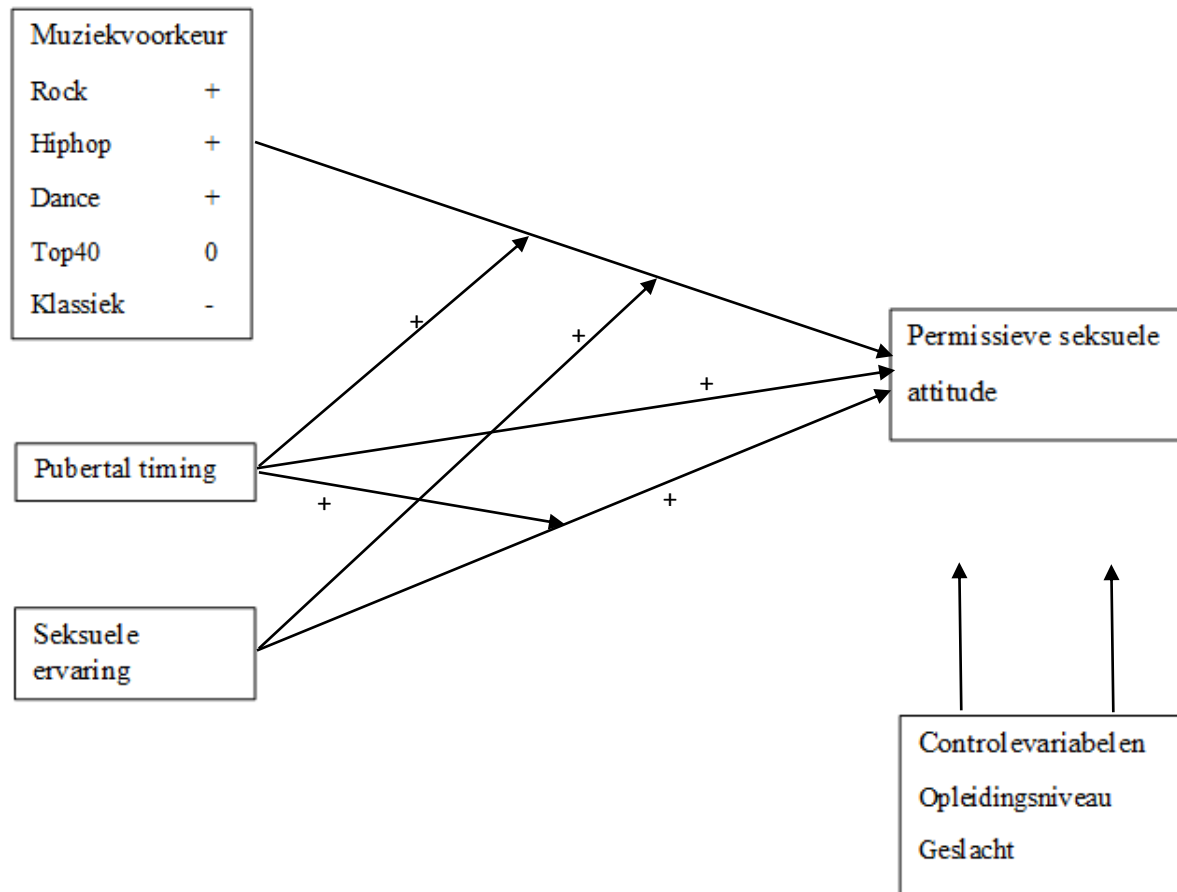 Muziekvoorkeur
Rock +
Hiphop +
Dance +
Top40 0
Klassiek -
+
+
Permissieve seksuele
attitude
+
Pubertal timing
+
+
Seksuele
ervaring
Controlevariabelen
Opleidingsniveau
Geslacht